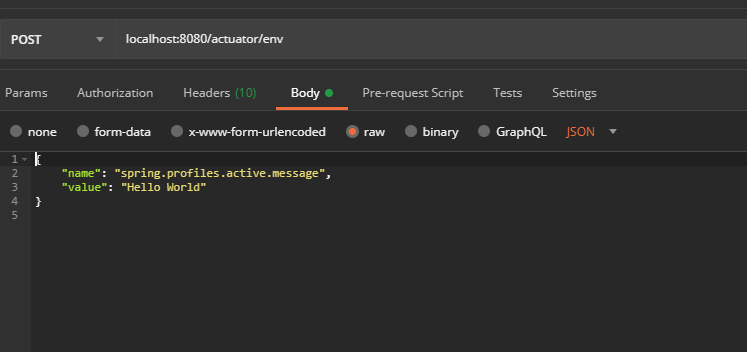 POST localhost:8080/actuator/env
Params Authorization Headers (10) Body Pre-request Script Tests Settings
none form-data x-www-form-urlencoded raw binary GraphQL JSON
1 {
2 "name": "spring.profiles.active.message",
3 "value": "Hello World"
4 }
5